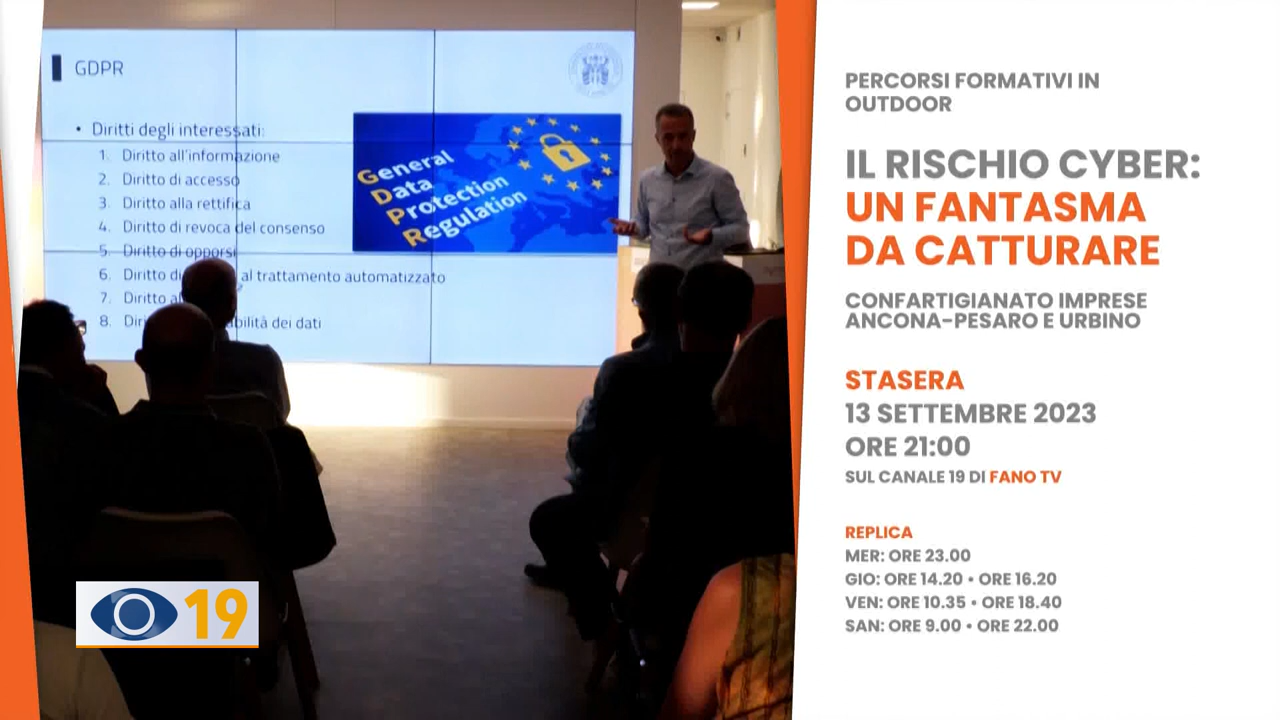 GDPR
• Diritti degli interessati:
1. Diritto all'informazione
2. Diritto di accesso
3. Diritto alla rettifica
4. Diritto di revoca del consenso
5. Diritto di opporsi
6. Diritto di al trattamento automatizzato
7. Diritto
8. dei dati
General
Data
Protection
Regulation
19
PERCORSI FORMATIVI IN
OUTDOOR
IL RISCHIO CYBER:
UN FANTASMA
DA CATTURARE
CONFARTIGIANATO IMPRESE
ANCONA-PESARO E URBINO
STASERA
13 SETTEMBRE 2023
ORE 21:00
SUL CANALE 19 DI FANO TV
REPLICA
MER: ORE 23.00
GIO: ORE 14.20 • ORE 16.20
VEN: ORE 10.35 • ORE 18.40
SAN: ORE 9.00 • ORE 22.00